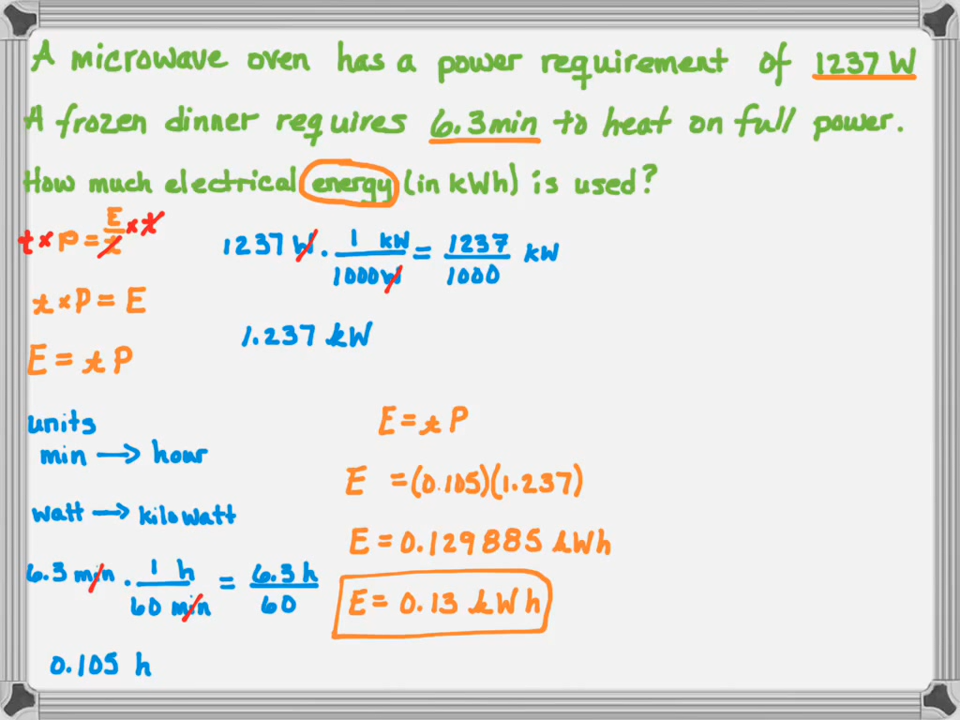 A microwave oven has a power requirement of 1237 W
A frozen dinner requires 6.3 min to heat on full power.
How much electrical energy (in kWh) is used?
t × P = E/t × t
t × P = E
E = t P
units
min → hour
watt → kilowatt
6.3 min · 1 h / 60 min = 6.3 h / 60
0.105 h
1237 W · 1 kW / 1000 W = 1237 / 1000 kW
1.237 kW
E = t P
E = (0.105)(1.237)
E = 0.129885 kWh
E = 0.13 kWh